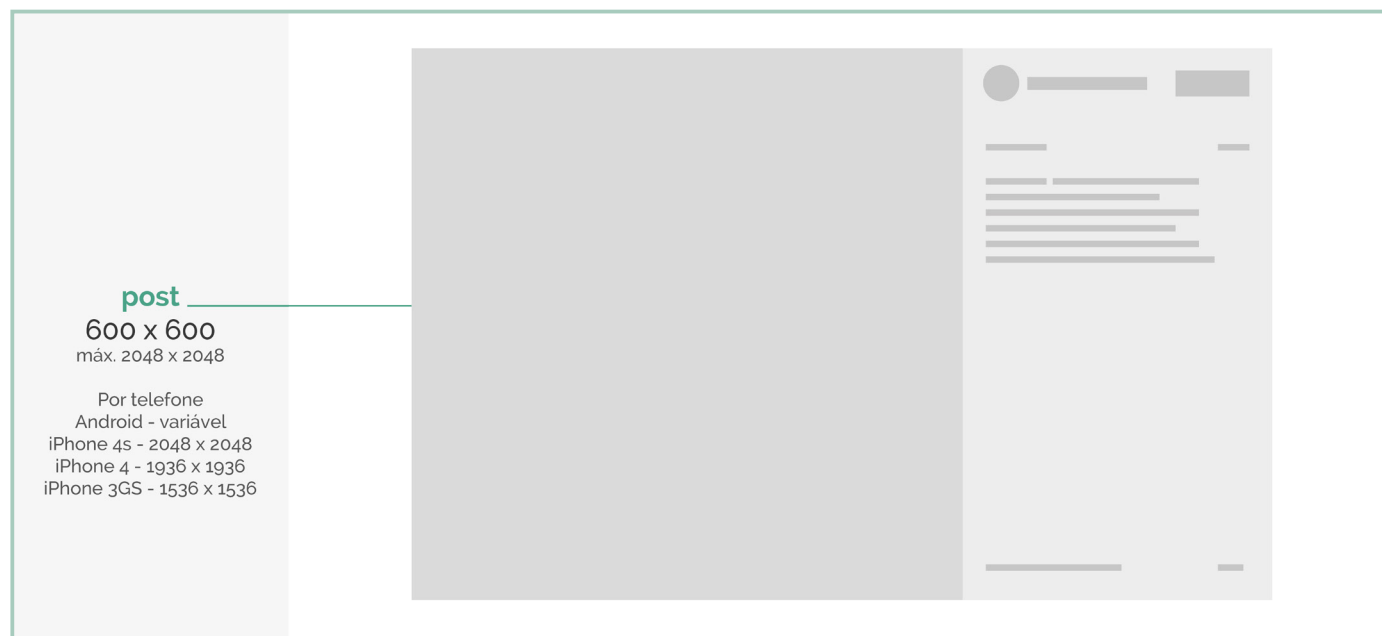 post
600 x 600
máx. 2048 x 2048
Por telefone
Android - variável
iPhone 4s - 2048 x 2048
iPhone 4 - 1936 x 1936
iPhone 3GS - 1536 x 1536